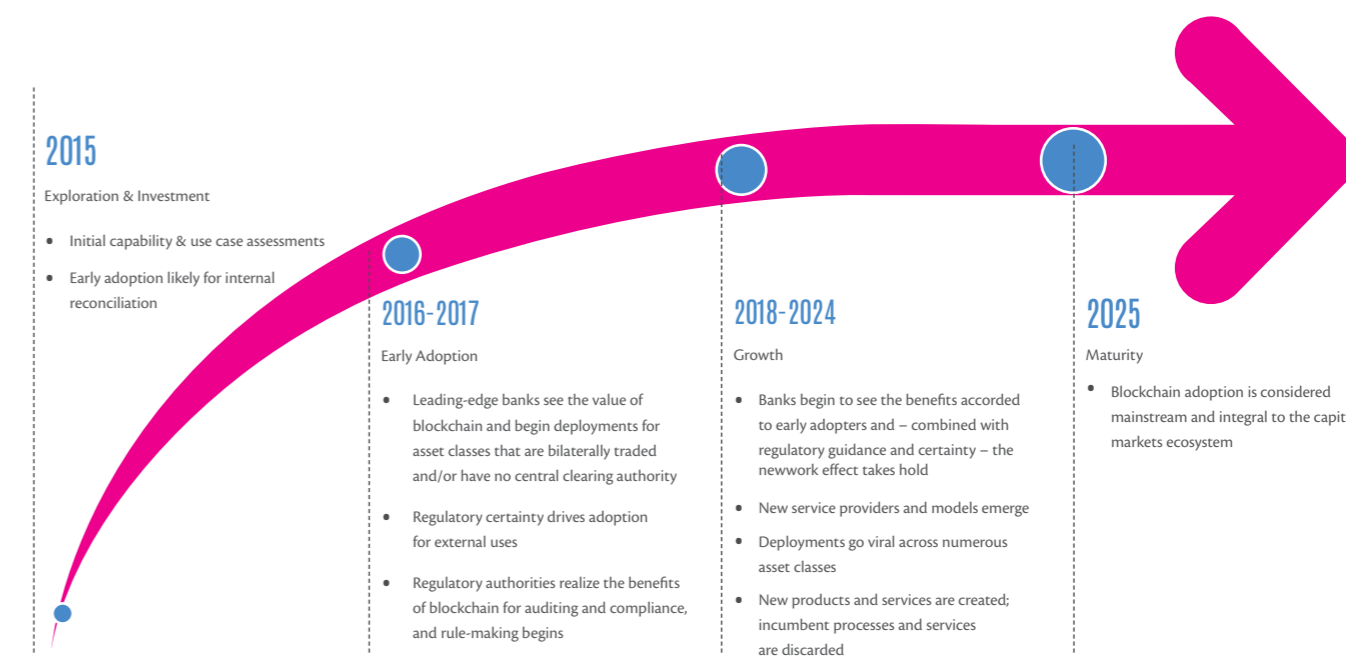 2015
Exploration & Investment
• Initial capability & use case assessments
• Early adoption likely for internal
reconciliation
2016-2017
Early Adoption
• Leading-edge banks see the value of
blockchain and begin deployments for
asset classes that are bilaterally traded
and/or have no central clearing authority
• Regulatory certainty drives adoption
for external uses
• Regulatory authorities realize the benefits
of blockchain for auditing and compliance,
and rule-making begins
2018-2024
Growth
• Banks begin to see the benefits accorded
to early adopters and – combined with
regulatory guidance and certainty – the
newwork effect takes hold
• New service providers and models emerge
• Deployments go viral across numerous
asset classes
• New products and services are created;
incumbent processes and services
are discarded
2025
Maturity
• Blockchain adoption is considered
mainstream and integral to the capit
markets ecosystem